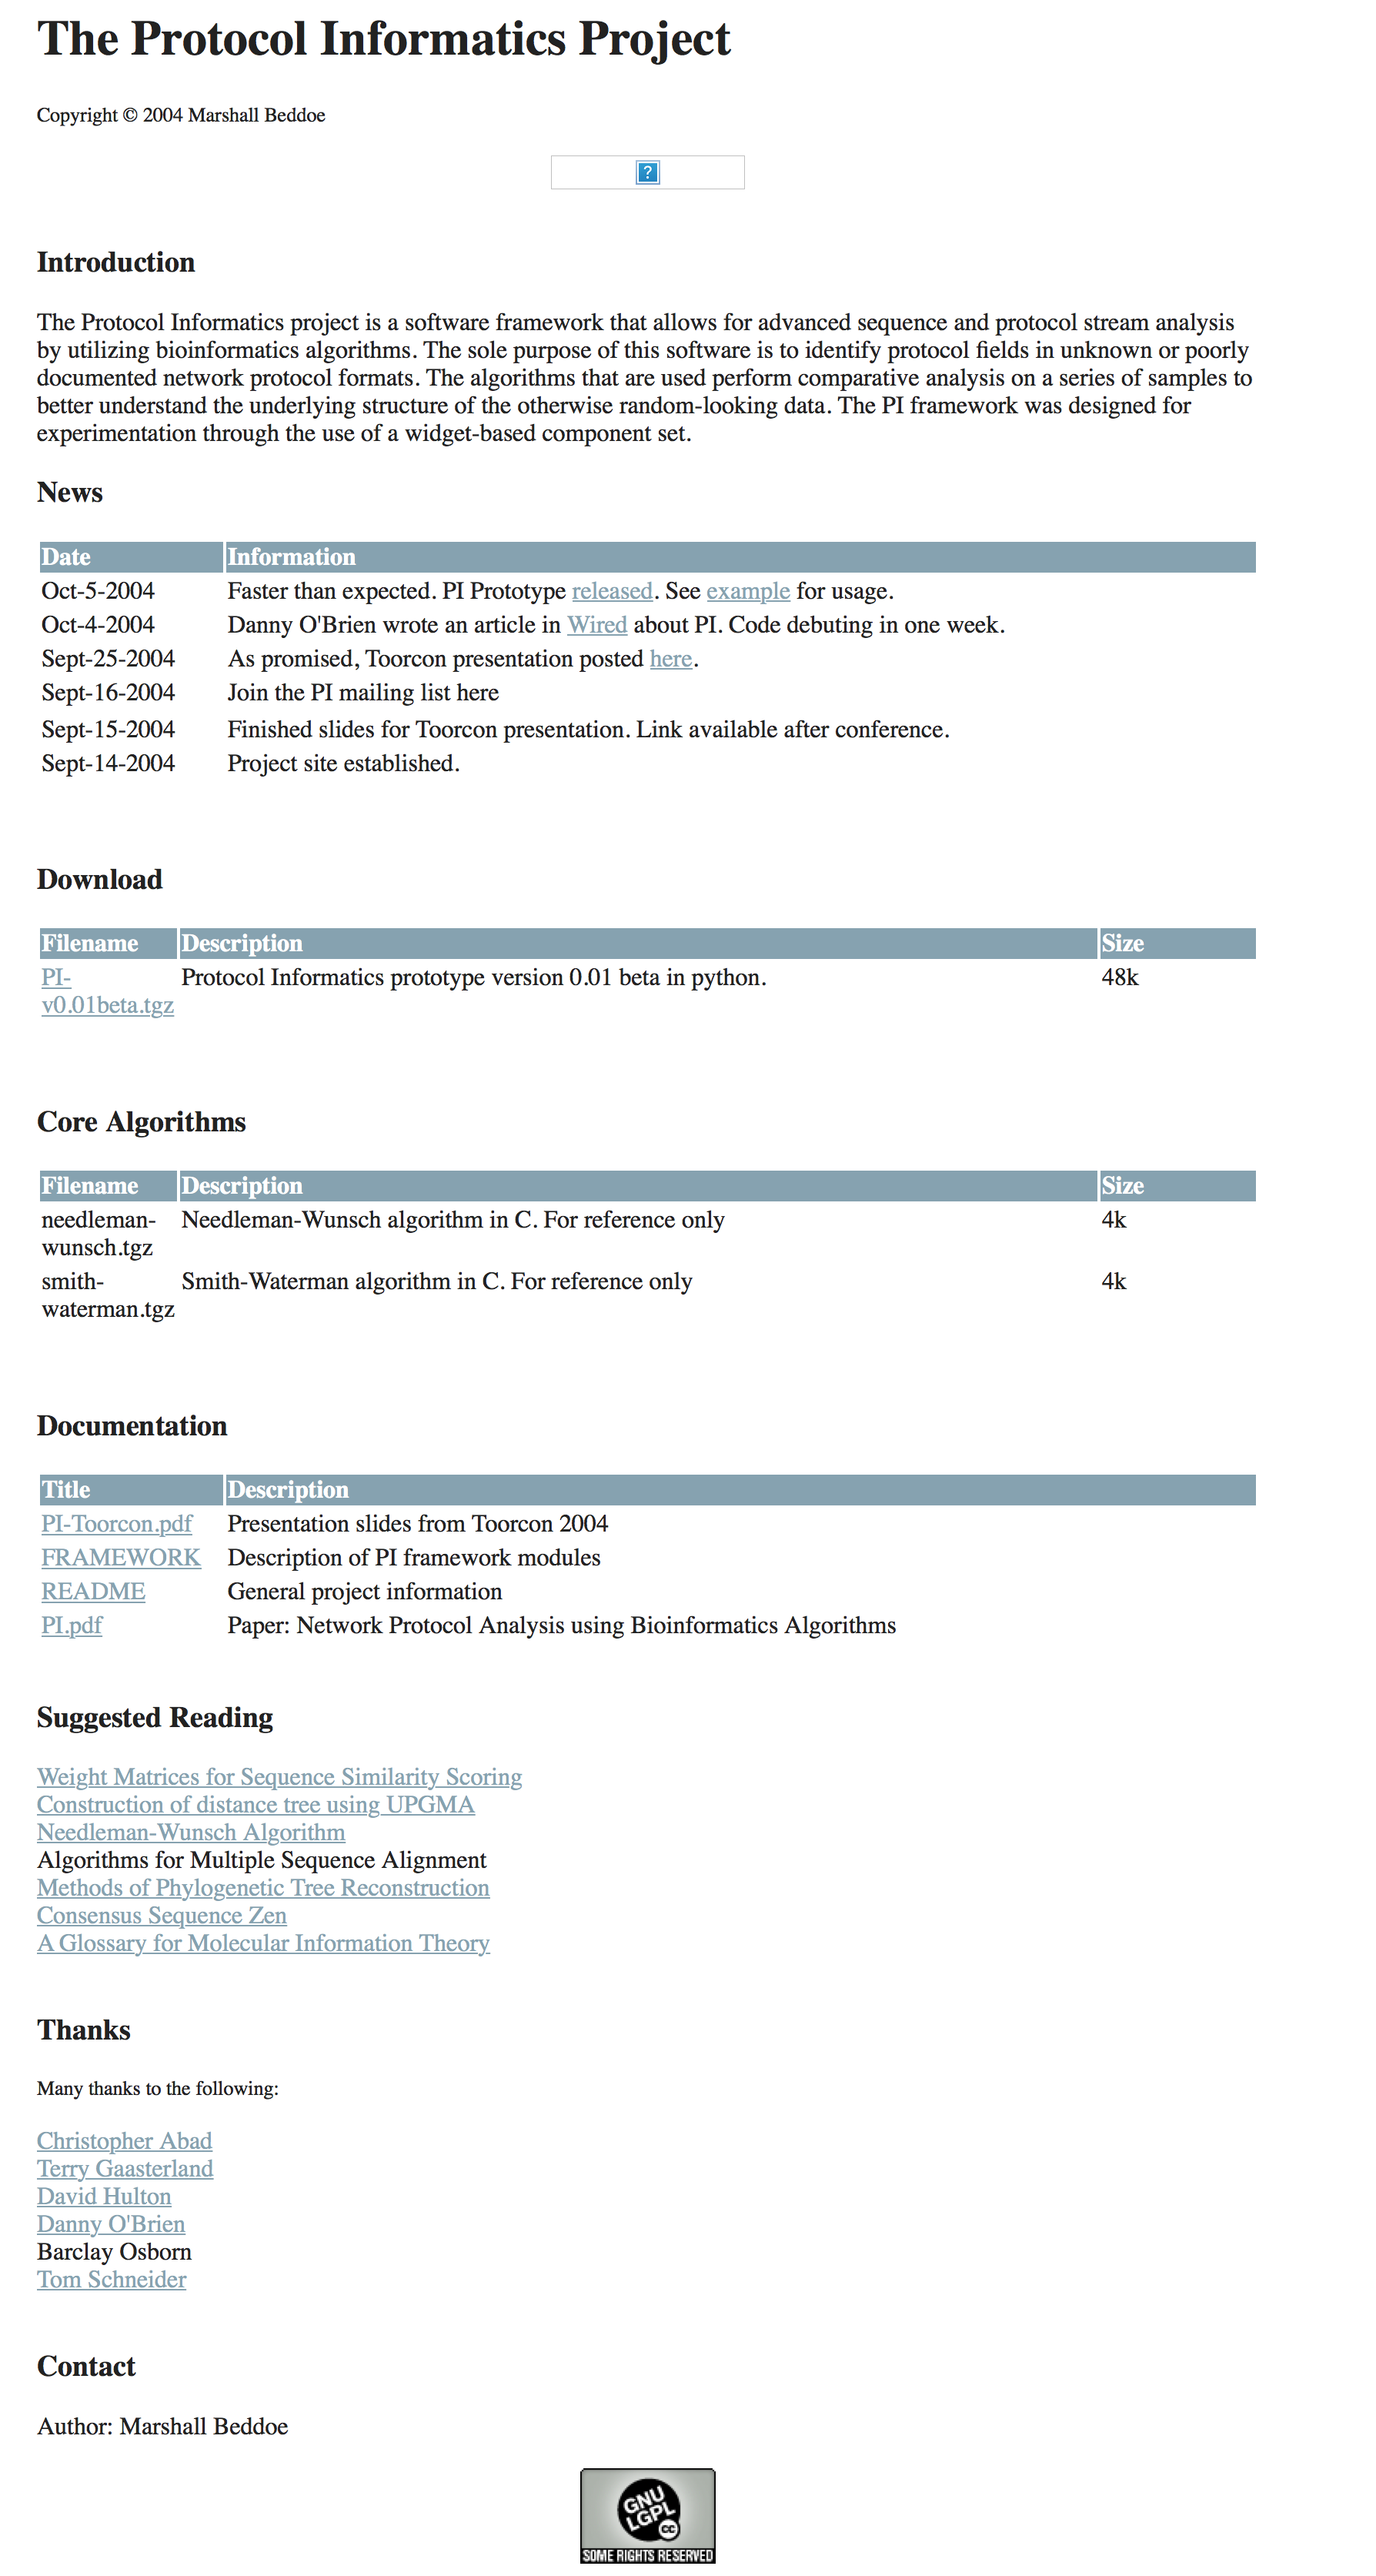 The Protocol Informatics Project
Copyright © 2004 Marshall Beddoe
?
Introduction
The Protocol Informatics project is a software framework that allows for advanced sequence and protocol stream analysis
by utilizing bioinformatics algorithms. The sole purpose of this software is to identify protocol fields in unknown or poorly
documented network protocol formats. The algorithms that are used perform comparative analysis on a series of samples to
better understand the underlying structure of the otherwise random-looking data. The PI framework was designed for
experimentation through the use of a widget-based component set.
News
Date Information
Oct-5-2004 Faster than expected. PI Prototype released. See example for usage.
Oct-4-2004 Danny O'Brien wrote an article in Wired about PI. Code debuting in one week.
Sept-25-2004 As promised, Toorcon presentation posted here.
Sept-16-2004 Join the PI mailing list here
Sept-15-2004 Finished slides for Toorcon presentation. Link available after conference.
Sept-14-2004 Project site established.
Download
Filename Description Size
PI- Protocol Informatics prototype version 0.01 beta in python. 48k
v0.01beta.tgz
Core Algorithms
Filename Description Size
needleman- Needleman-Wunsch algorithm in C. For reference only 4k
wunsch.tgz
smith- Smith-Waterman algorithm in C. For reference only 4k
waterman.tgz
Documentation
Title Description
PI-Toorcon.pdf Presentation slides from Toorcon 2004
FRAMEWORK Description of PI framework modules
README General project information
PI.pdf Paper: Network Protocol Analysis using Bioinformatics Algorithms
Suggested Reading
Weight Matrices for Sequence Similarity Scoring
Construction of distance tree using UPGMA
Needleman-Wunsch Algorithm
Algorithms for Multiple Sequence Alignment
Methods of Phylogenetic Tree Reconstruction
Consensus Sequence Zen
A Glossary for Molecular Information Theory
Thanks
Many thanks to the following:
Christopher Abad
Terry Gaasterland
David Hulton
Danny O'Brien
Barclay Osborn
Tom Schneider
Contact
Author: Marshall Beddoe
GNU
LGPL
cc
SOME RIGHTS RESERVED